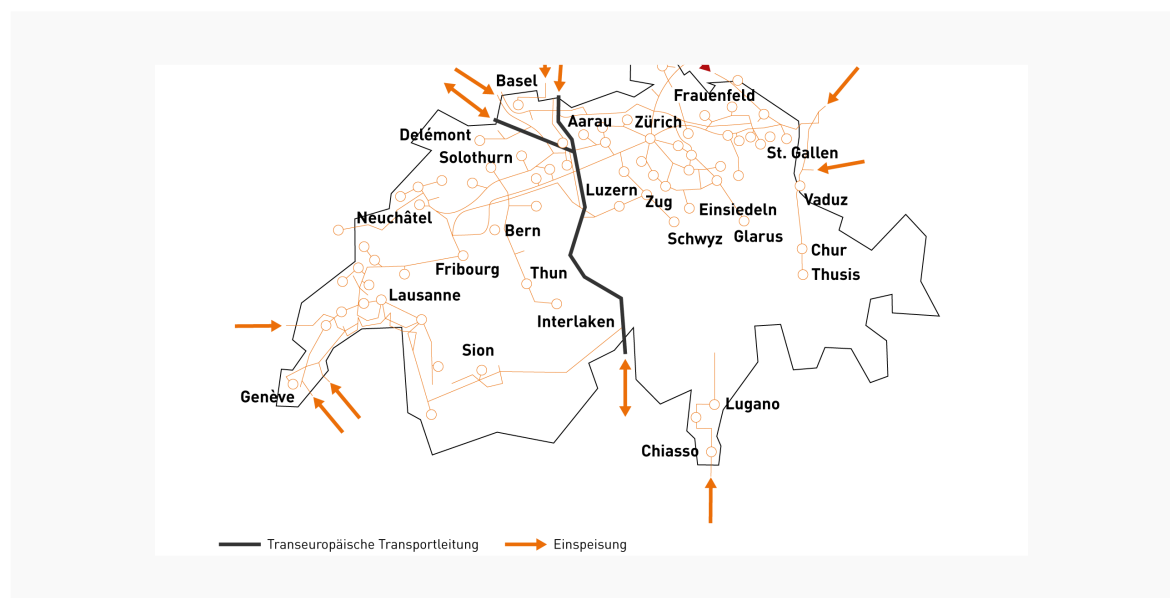 Basel
Frauenfeld
Aarau
Zürich
Delémont
Solothurn
St. Gallen
Luzern
Zug
Vaduz
Neuchâtel
Einsiedeln
Bern
Schwyz
Glarus
Chur
Fribourg
Thun
Thusis
Lausanne
Interlaken
Sion
Genève
Lugano
Chiasso
Transeuropäische Transportleitung
Einspeisung